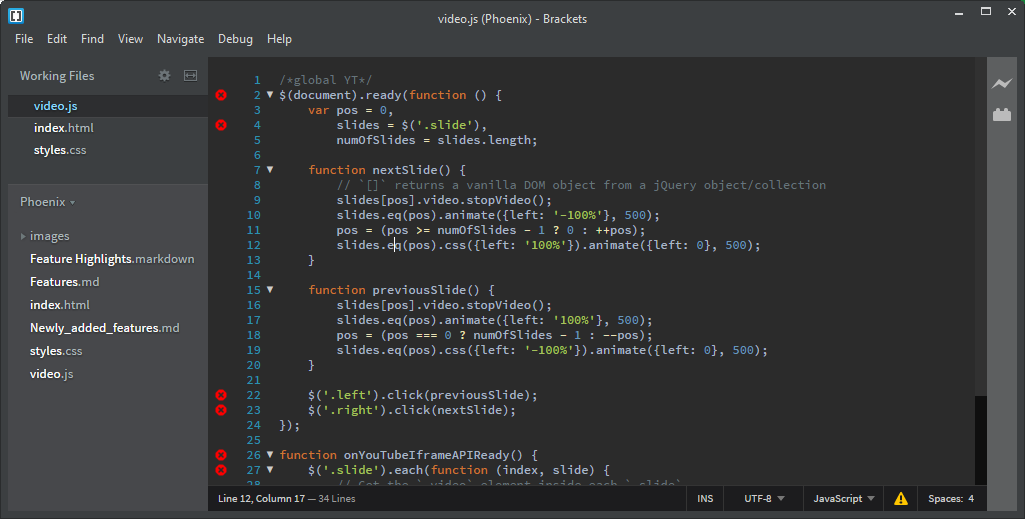 video.js (Phoenix) - Brackets
File Edit Find View Navigate Debug Help
Working Files
video.js
index.html
styles.css
Phoenix
images
Feature Highlights.markdown
Features.md
index.html
Newly_added_features.md
styles.css
video.js
1 /*global YT*/
2 $(document).ready(function () {
3 var pos = 0,
4 slides = $('.slide'),
5 numOfSlides = slides.length;
6
7 function nextSlide() {
8 // `[]` returns a vanilla DOM object from a jQuery object/collection
9 slides[pos].video.stopVideo();
10 slides.eq(pos).animate({left: '-100%'}, 500);
11 pos = (pos >= numOfSlides - 1 ? 0 : ++pos);
12 slides.eq(pos).css({left: '100%'}).animate({left: 0}, 500);
13 }
14
15 function previousSlide() {
16 slides[pos].video.stopVideo();
17 slides.eq(pos).animate({left: '100%'}, 500);
18 pos = (pos === 0 ? numOfSlides - 1 : --pos);
19 slides.eq(pos).css({left: '-100%'}).animate({left: 0}, 500);
20 }
21
22 $('.left').click(previousSlide);
23 $('.right').click(nextSlide);
24 });
25
26 function onYouTubeIframeAPIReady() {
27 $('.slide').each(function (index, slide) {
28 // Get the `.video` element inside each `.slide`
Line 12, Column 17 — 34 Lines
INS UTF-8 JavaScript Spaces: 4